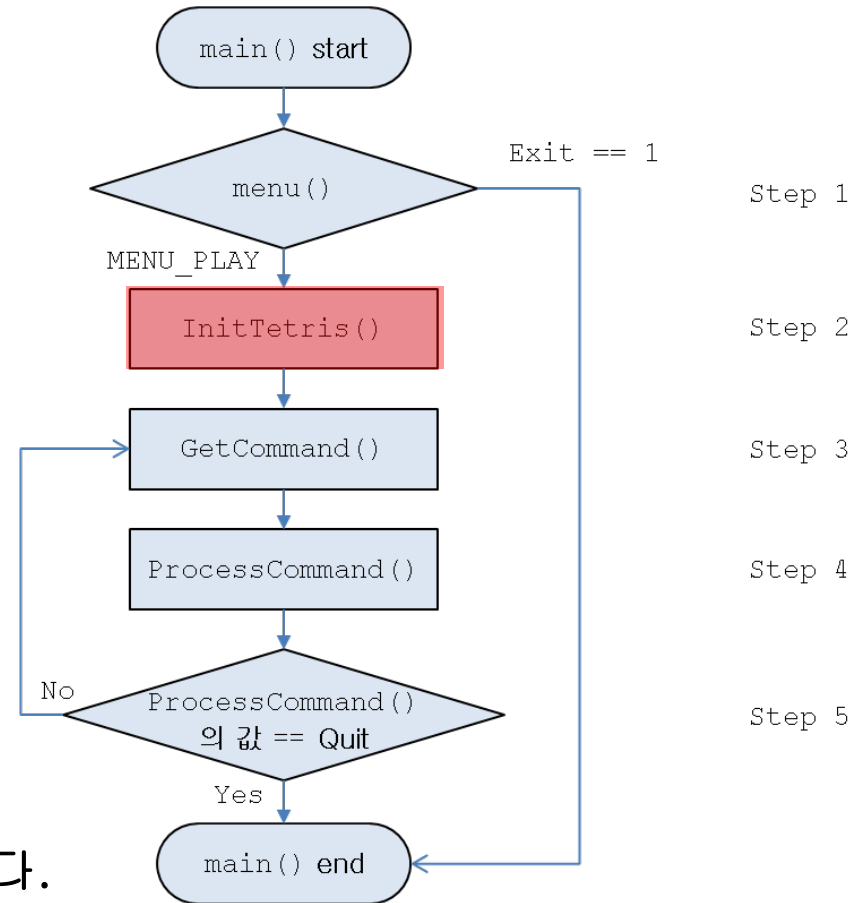 main() start
Exit == 1
menu()
Step 1
MENU_PLAY
InitTetris()
Step 2
GetCommand()
Step 3
ProcessCommand()
Step 4
No
ProcessCommand()
의 값 == Quit
Step 5
Yes
main() end
다.